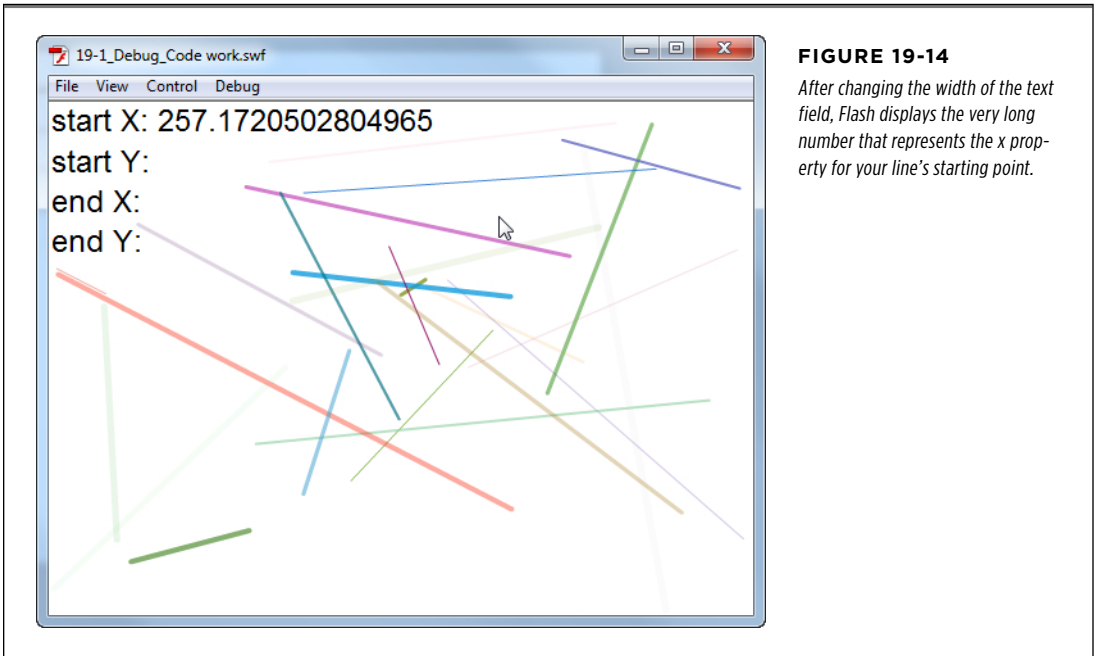 19-1_Debug_Code work.swf
File View Control Debug
start X: 257.1720502804965
start Y:
end X:
end Y:
FIGURE 19-14
After changing the width of the text
field, Flash displays the very long
number that represents the x prop-
erty for your line's starting point.